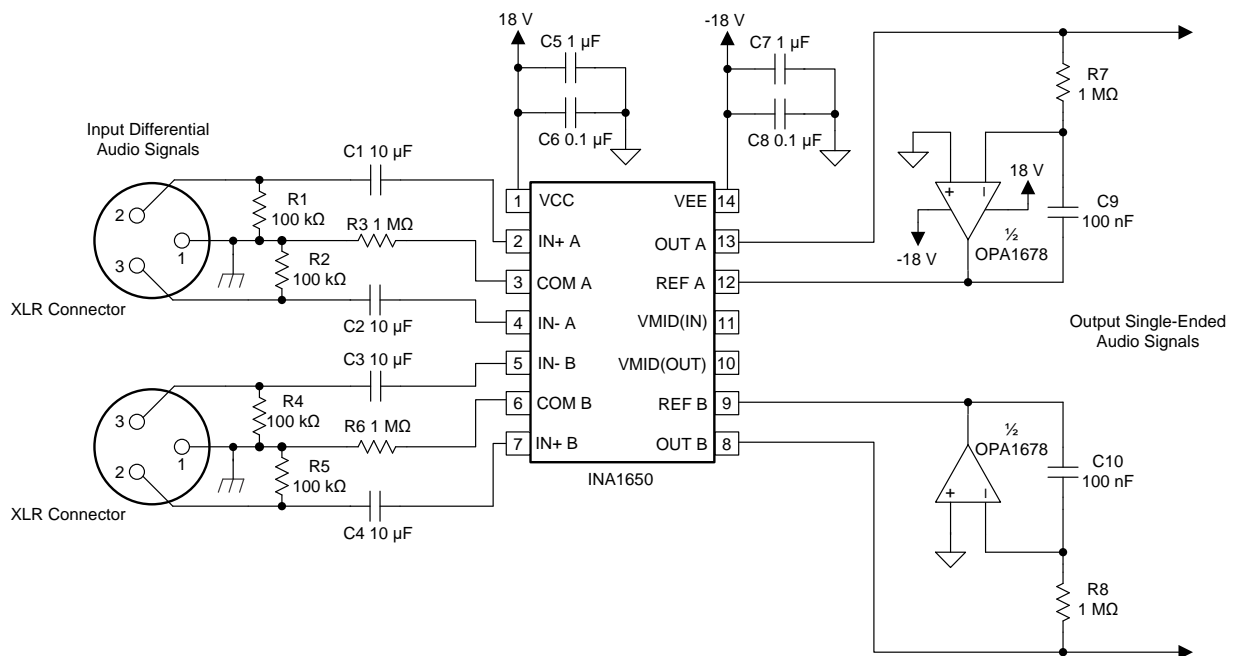 18 V
C5 1 µF
C6 0.1 µF
-18 V
C7 1 µF
C8 0.1 µF
R7
1 MΩ
Input Differential
Audio Signals
C1 10 µF
2
3
1
R1
100 kΩ
R3 1 MΩ
R2
100 kΩ
C2 10 µF
XLR Connector
1 VCC
2 IN+ A
3 COM A
4 IN- A
5 IN- B
6 COM B
7 IN+ B
VEE 14
OUT A 13
REF A 12
VMID(IN) 11
VMID(OUT) 10
REF B 9
OUT B 8
INA1650
+
–
18 V
-18 V
½
OPA1678
C9
100 nF
Output Single-Ended
Audio Signals
C3 10 µF
3
2
1
R4
100 kΩ
R6 1 MΩ
R5
100 kΩ
C4 10 µF
XLR Connector
½
OPA1678
+
–
C10
100 nF
R8
1 MΩ